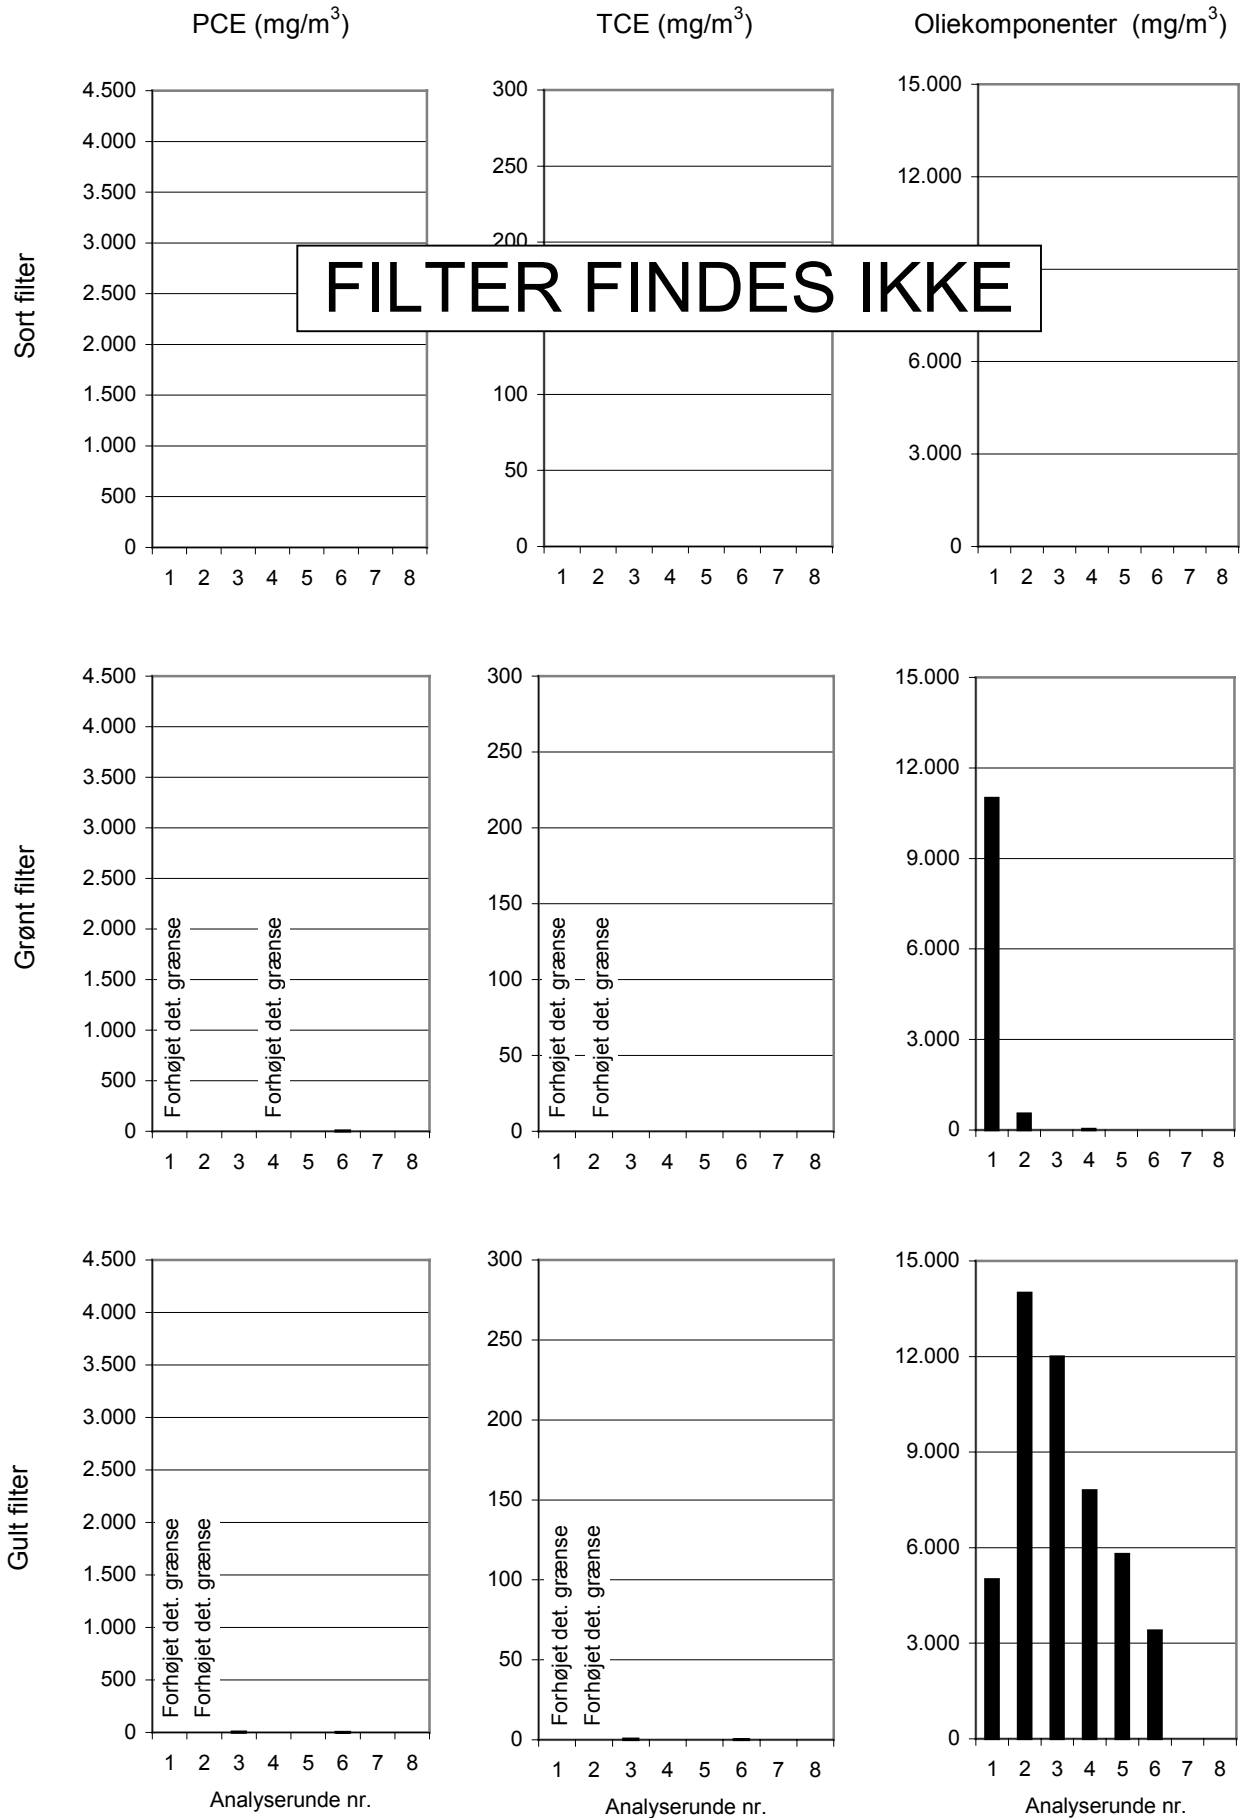 PCE (mg/m³)
TCE (mg/m³)
Oliekomponenter (mg/m³)
Sort filter
4.500
4.000
3.500
3.000
2.500
2.000
1.500
1.000
500
0
1 2 3 4 5 6 7 8
300
250
200
100
50
0
1 2 3 4 5 6 7 8
15.000
12.000
6.000
3.000
0
1 2 3 4 5 6 7 8
FILTER FINDES IKKE
Grønt filter
4.500
4.000
3.500
3.000
2.500
2.000
1.500
1.000
500
0
Forhøjet det. grænse
Forhøjet det. grænse
1 2 3 4 5 6 7 8
300
250
200
150
100
50
0
Forhøjet det. grænse
Forhøjet det. grænse
1 2 3 4 5 6 7 8
15.000
12.000
9.000
6.000
3.000
0
1 2 3 4 5 6 7 8
Gult filter
4.500
4.000
3.500
3.000
2.500
2.000
1.500
1.000
500
0
Forhøjet det. grænse
Forhøjet det. grænse
1 2 3 4 5 6 7 8
Analyserunde nr.
300
250
200
150
100
50
0
Forhøjet det. grænse
Forhøjet det. grænse
1 2 3 4 5 6 7 8
Analyserunde nr.
15.000
12.000
9.000
6.000
3.000
0
1 2 3 4 5 6 7 8
Analyserunde nr.